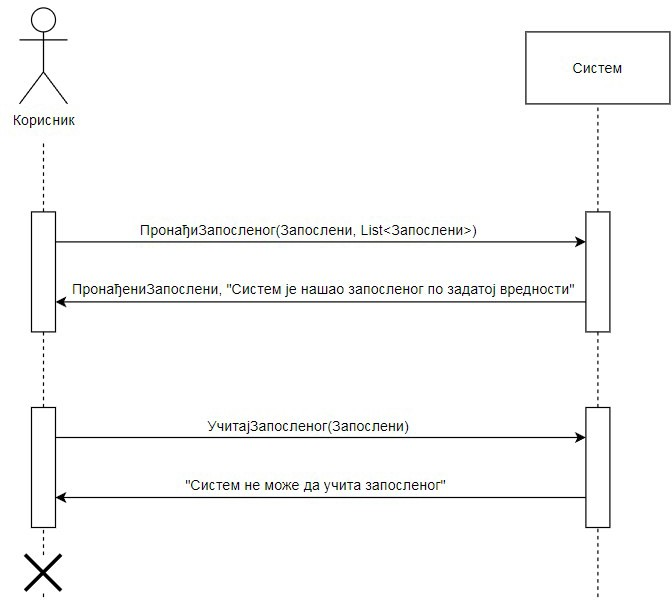 Систем
Корисник
ПронађиЗапосленог(Запослени, List<Запослени>)
ПронађениЗапослени, "Систем је нашао запосленог по задатој вредности"
УчитајЗапосленог(Запослени)
"Систем не може да учита запосленог"